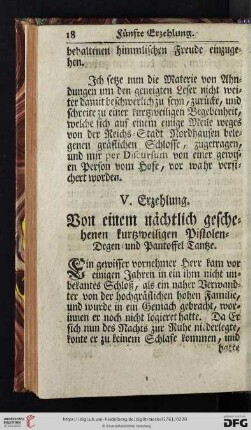 18 Fünfte Erzehlung.
behaltenen himmlischen Freude einzuge-
hen.
Ich setze nun die Materie von Ahn-
dungen um den geneigten Leser nicht wei-
ter damit beschwerlich zu seyn, zurücke, und
schreite zu einer kurtzweiligen Begebenheit,
welche sich auf einem einige Meile weges
von der Reichs-Stadt Nordhausen bele-
genen gräflichen Schlosse, zugetragen,
und mir per Discursum von einer gewis-
sen Person vom Hofe, vor wahr versi-
chert worden.
V. Erzehlung.
Von einem nächtlich gesche-
henen kurtzweiligen Pistolen-
Degen und Pantoffel Tantze.
Ein gewisser vornehmer Herr kam vor
einigen Jahren in ein ihm nicht un-
bekantes Schloß, als ein naher Verwand-
ter von der hochgräflichen hohen Familie,
und wurde in ein Gemach gebracht, wor-
innen er noch nicht logieret hatte. Da Er
sich nun des Nachts zur Ruhe niderlegte,
konte er zu keinem Schlafe kommen, und
hatte
UNIVERSITÄTS-
BIBLIOTHEK
HEIDELBERG